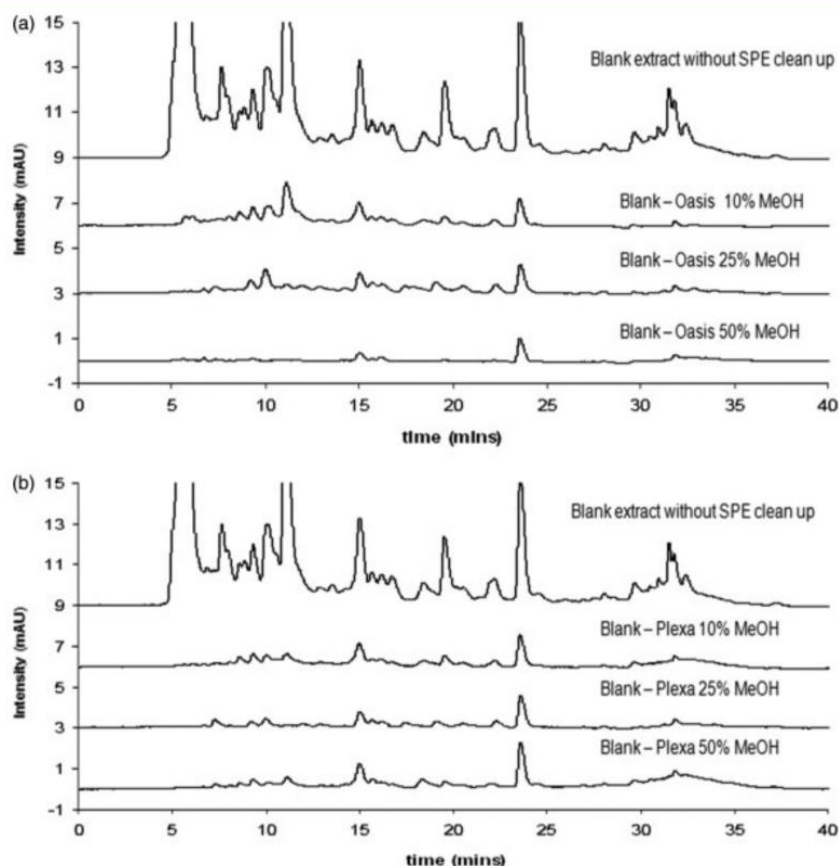 (a)
15
Blank extract without SPE clean up
13
11
9
Intensity (mAU)
7
Blank – Oasis 10% MeOH
5
Blank – Oasis 25% MeOH
3
Blank – Oasis 50% MeOH
1
-1
0 5 10 15 20 25 30 35 40
time (mins)
(b)
15
Blank extract without SPE clean up
13
11
9
Intensity (mAU)
Blank – Plexa 10% MeOH
7
5
Blank – Plexa 25% MeOH
3
Blank – Plexa 50% MeOH
1
-1
0 5 10 15 20 25 30 35 40
time (mins)